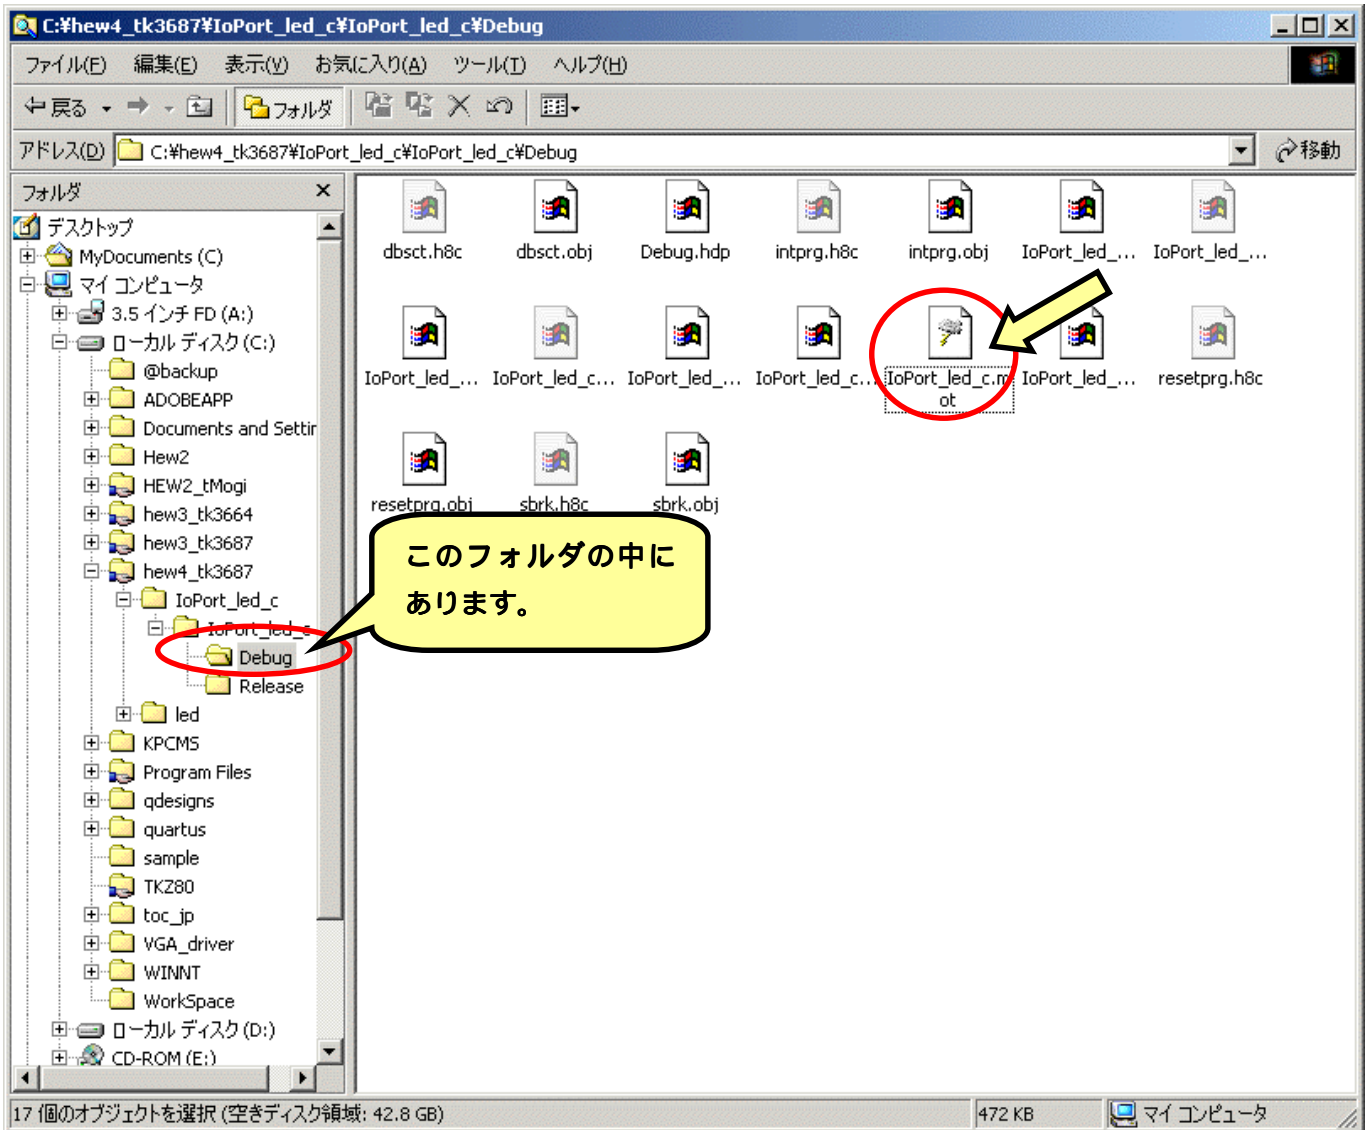 C:¥hew4_tk3687¥IoPort_led_c¥IoPort_led_c¥Debug
ファイル(F) 編集(E) 表示(V) お気に入り(A) ツール(T) ヘルプ(H)
戻る フォルダ
アドレス(D) C:¥hew4_tk3687¥IoPort_led_c¥IoPort_led_c¥Debug 移動
フォルダ
デスクトップ
MyDocuments (C)
マイ コンピュータ
3.5 インチ FD (A:)
ローカル ディスク (C:)
@backup
ADOBEAPP
Documents and Settir
Hew2
HEW2_tMogi
hew3_tk3664
hew3_tk3687
hew4_tk3687
IoPort_led_c
IoPort_led_c
Debug
Release
led
KPCMS
Program Files
qdesigns
quartus
sample
TKZ80
toc_jp
VGA_driver
WINNT
WorkSpace
ローカル ディスク (D:)
CD-ROM (E:)
dbsct.h8c dbsct.obj Debug.hdp intprg.h8c intprg.obj IoPort_led_... IoPort_led_...
IoPort_led_... IoPort_led_c... IoPort_led_... IoPort_led_c... IoPort_led_c.m IoPort_led_... resetprg.h8c
ot
resetprg.obj sbrk.h8c sbrk.obj
このフォルダの中に
あります。
17 個のオブジェクトを選択 (空きディスク領域: 42.8 GB) 472 KB マイ コンピュータ